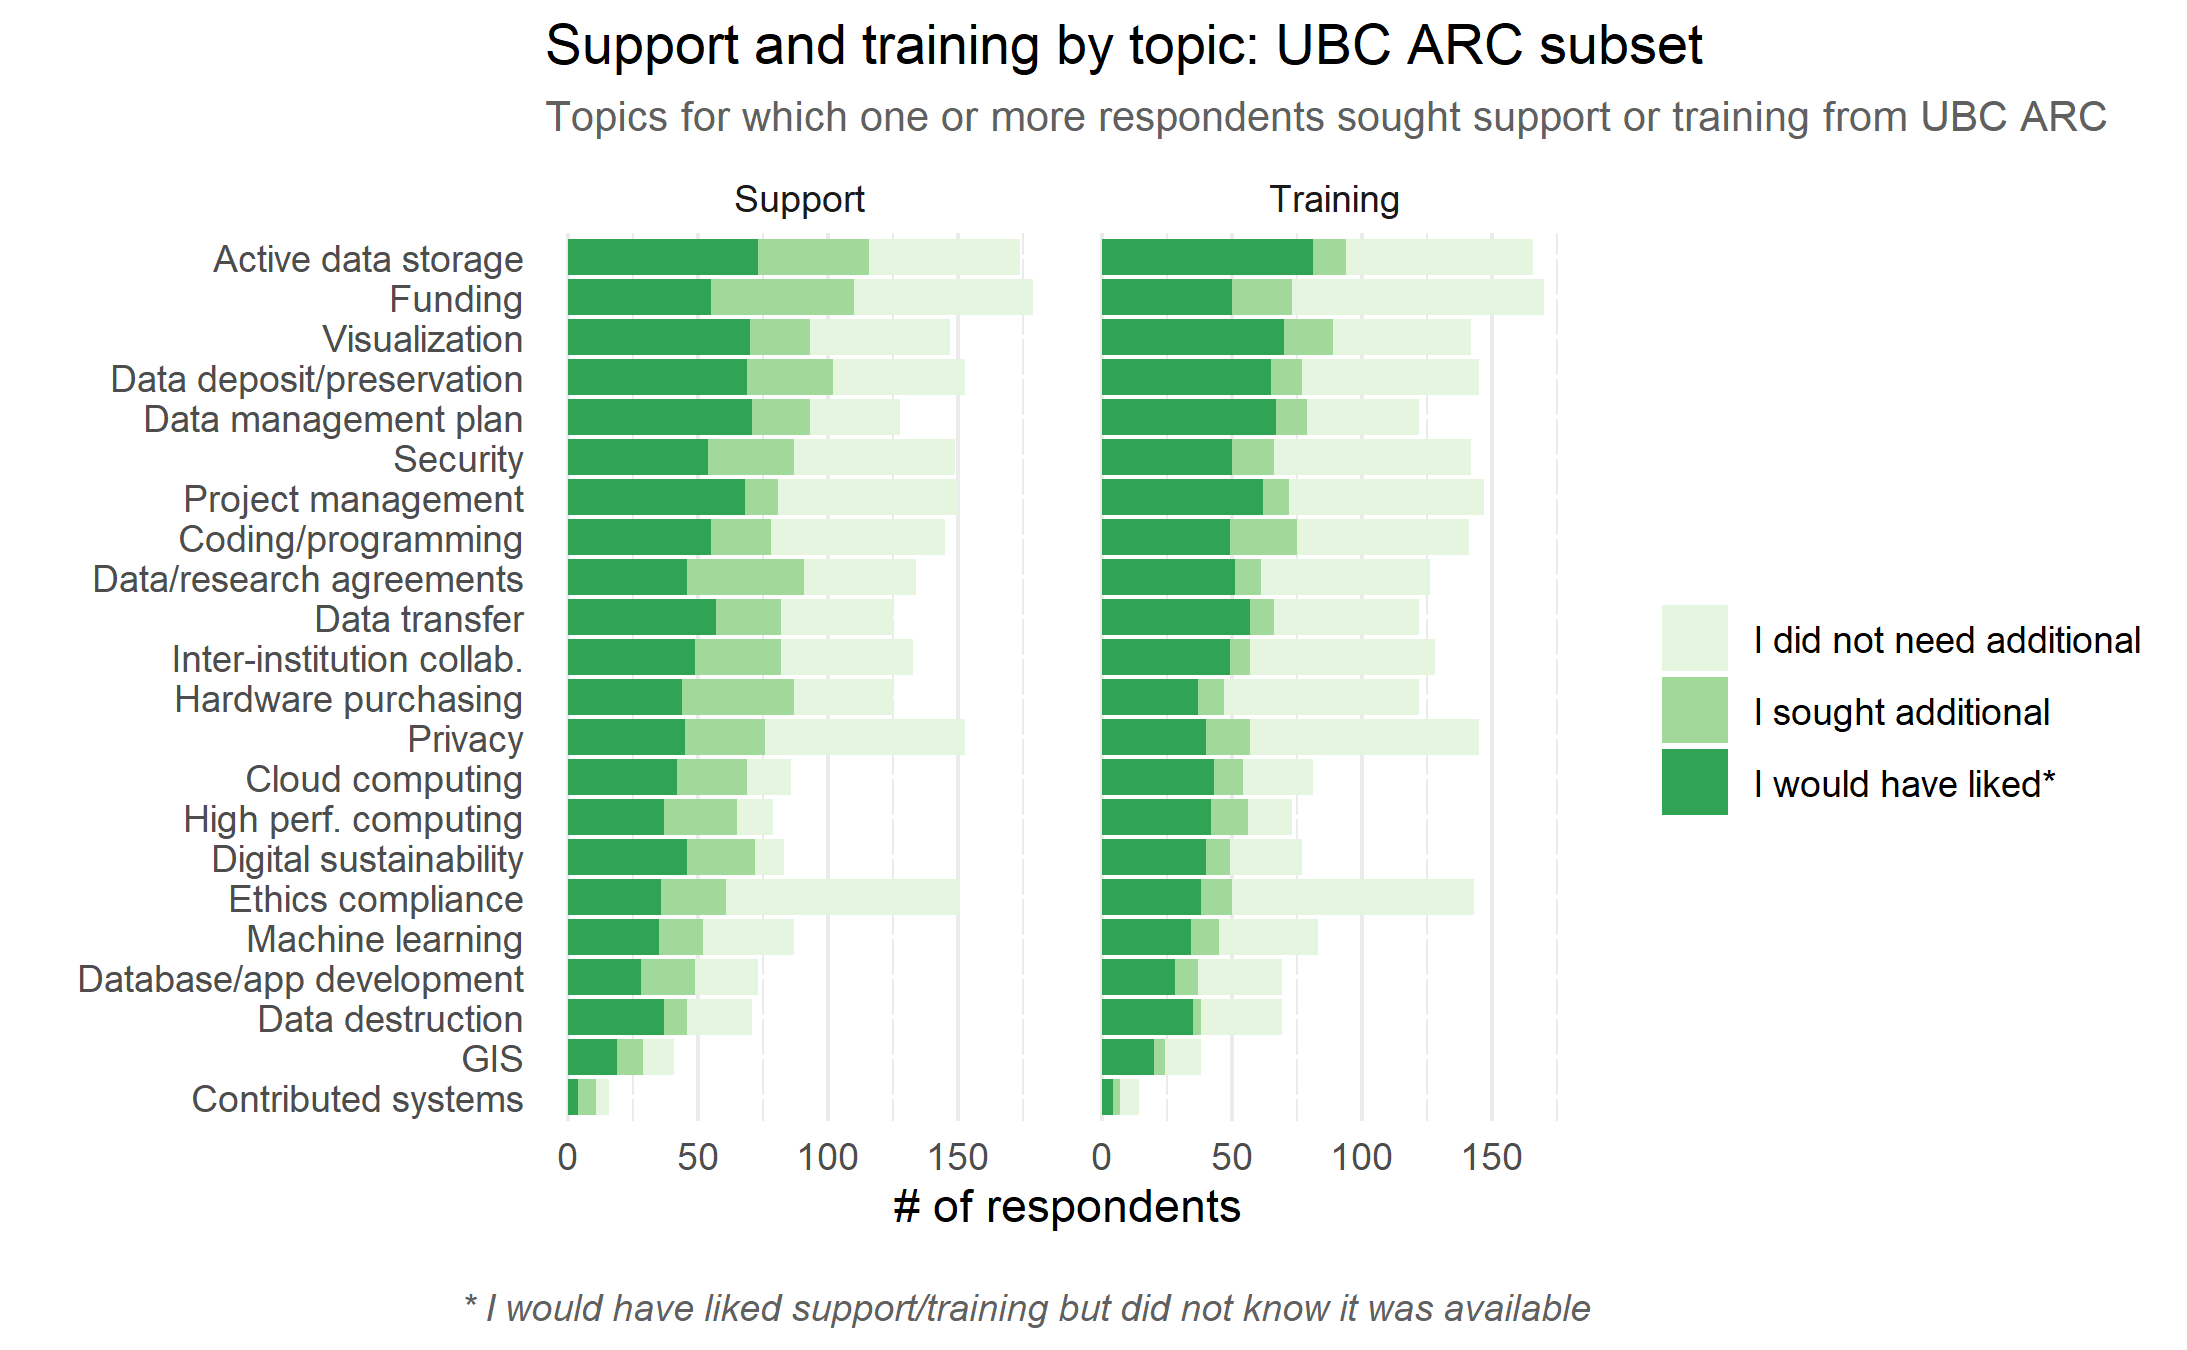 Support and training by topic: UBC ARC subset
Topics for which one or more respondents sought support or training from UBC ARC
Support
Training
Active data storage
Funding
Visualization
Data deposit/preservation
Data management plan
Security
Project management
Coding/programming
Data/research agreements
Data transfer
Inter-institution collab.
Hardware purchasing
Privacy
Cloud computing
High perf. computing
Digital sustainability
Ethics compliance
Machine learning
Database/app development
Data destruction
GIS
Contributed systems
0 50 100 150
0 50 100 150
# of respondents
I did not need additional
I sought additional
I would have liked*
* I would have liked support/training but did not know it was available